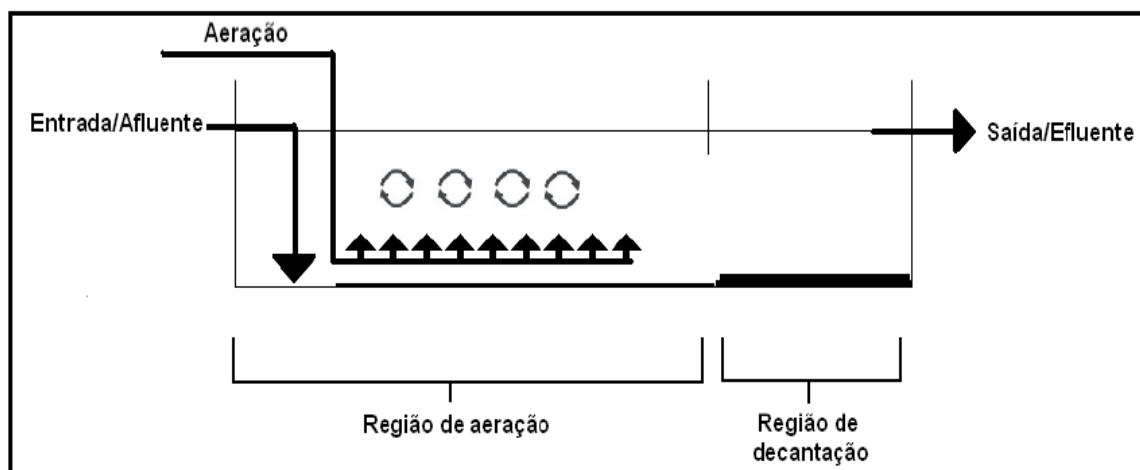 Aeração
Entrada/Afluente
Saída/Efluente
Região de aeração
Região de
decantação